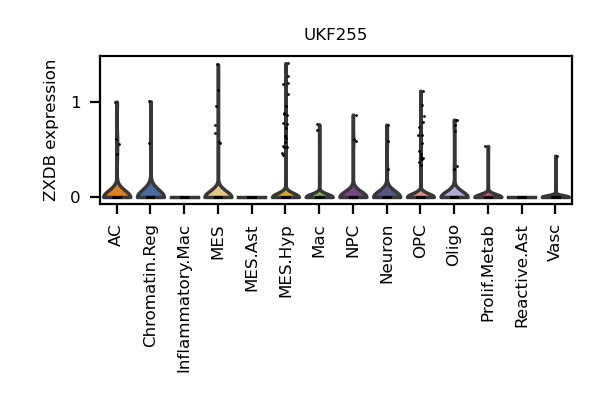 UKF255
ZXDB expression
1
0
AC
Chromatin.Reg
Inflammatory.Mac
MES
MES.Ast
MES.Hyp
Mac
NPC
Neuron
OPC
Oligo
Prolif.Metab
Reactive.Ast
Vasc